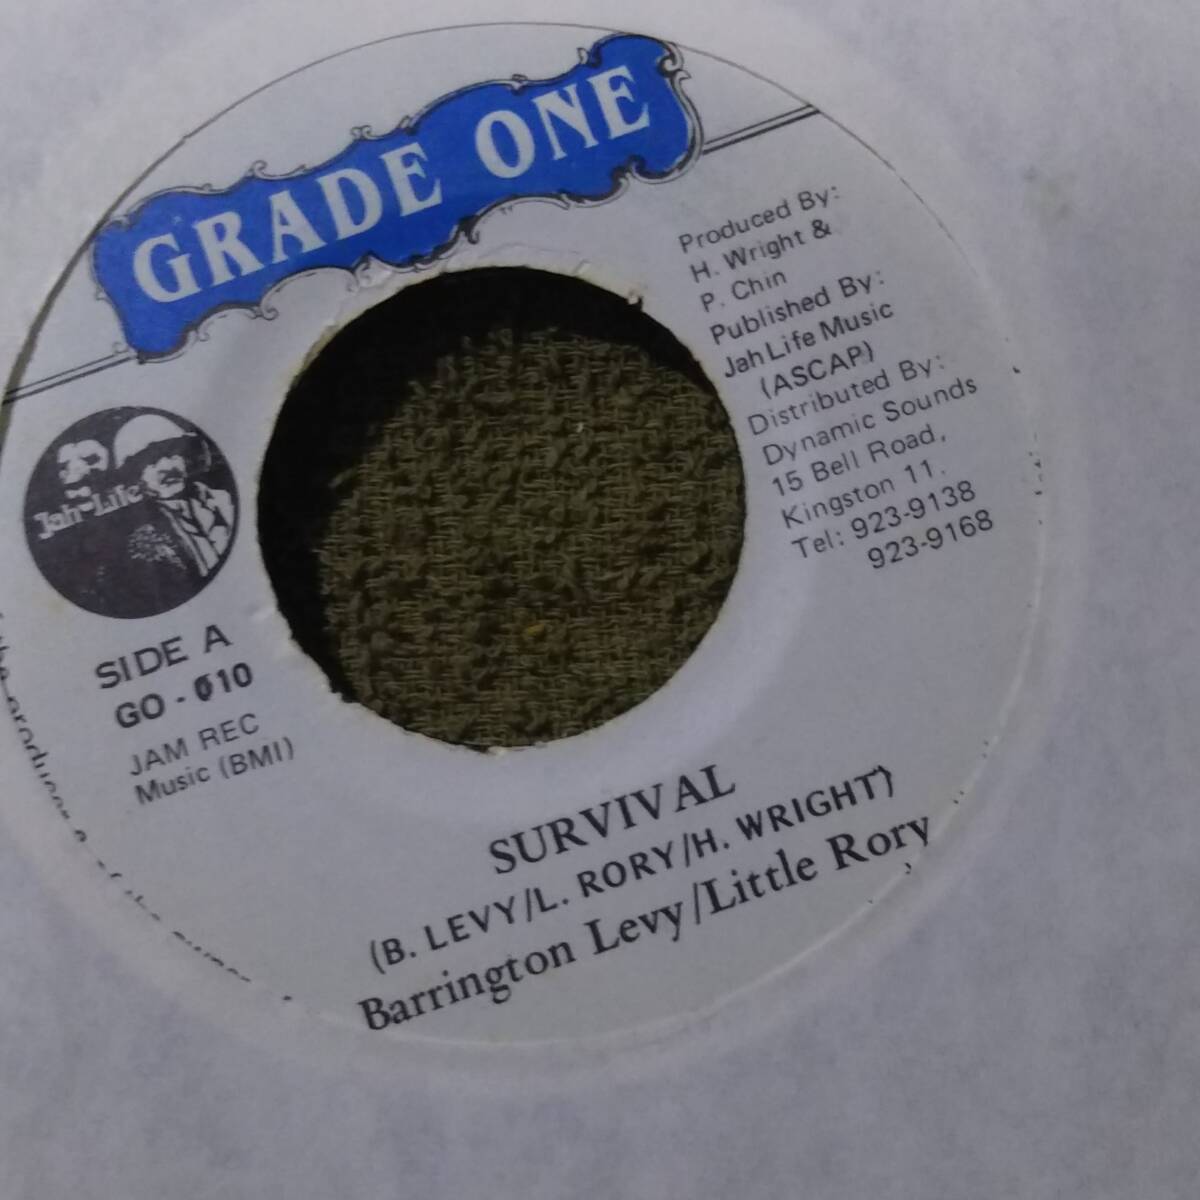 GRADE ONE
Produced By:
H. Wright &
P. Chin
Published By:
Jah Life Music
(ASCAP)
Distributed By:
Dynamic Sounds
15 Bell Road,
Kingston 11.
Tel: 923-9138
923-9168
Jah-Life
SIDE A
GO - 010
JAM REC
Music (BMI)
SURVIVAL
(B. LEVY/L. RORY/H. WRIGHT)
Barrington Levy/Little Rory